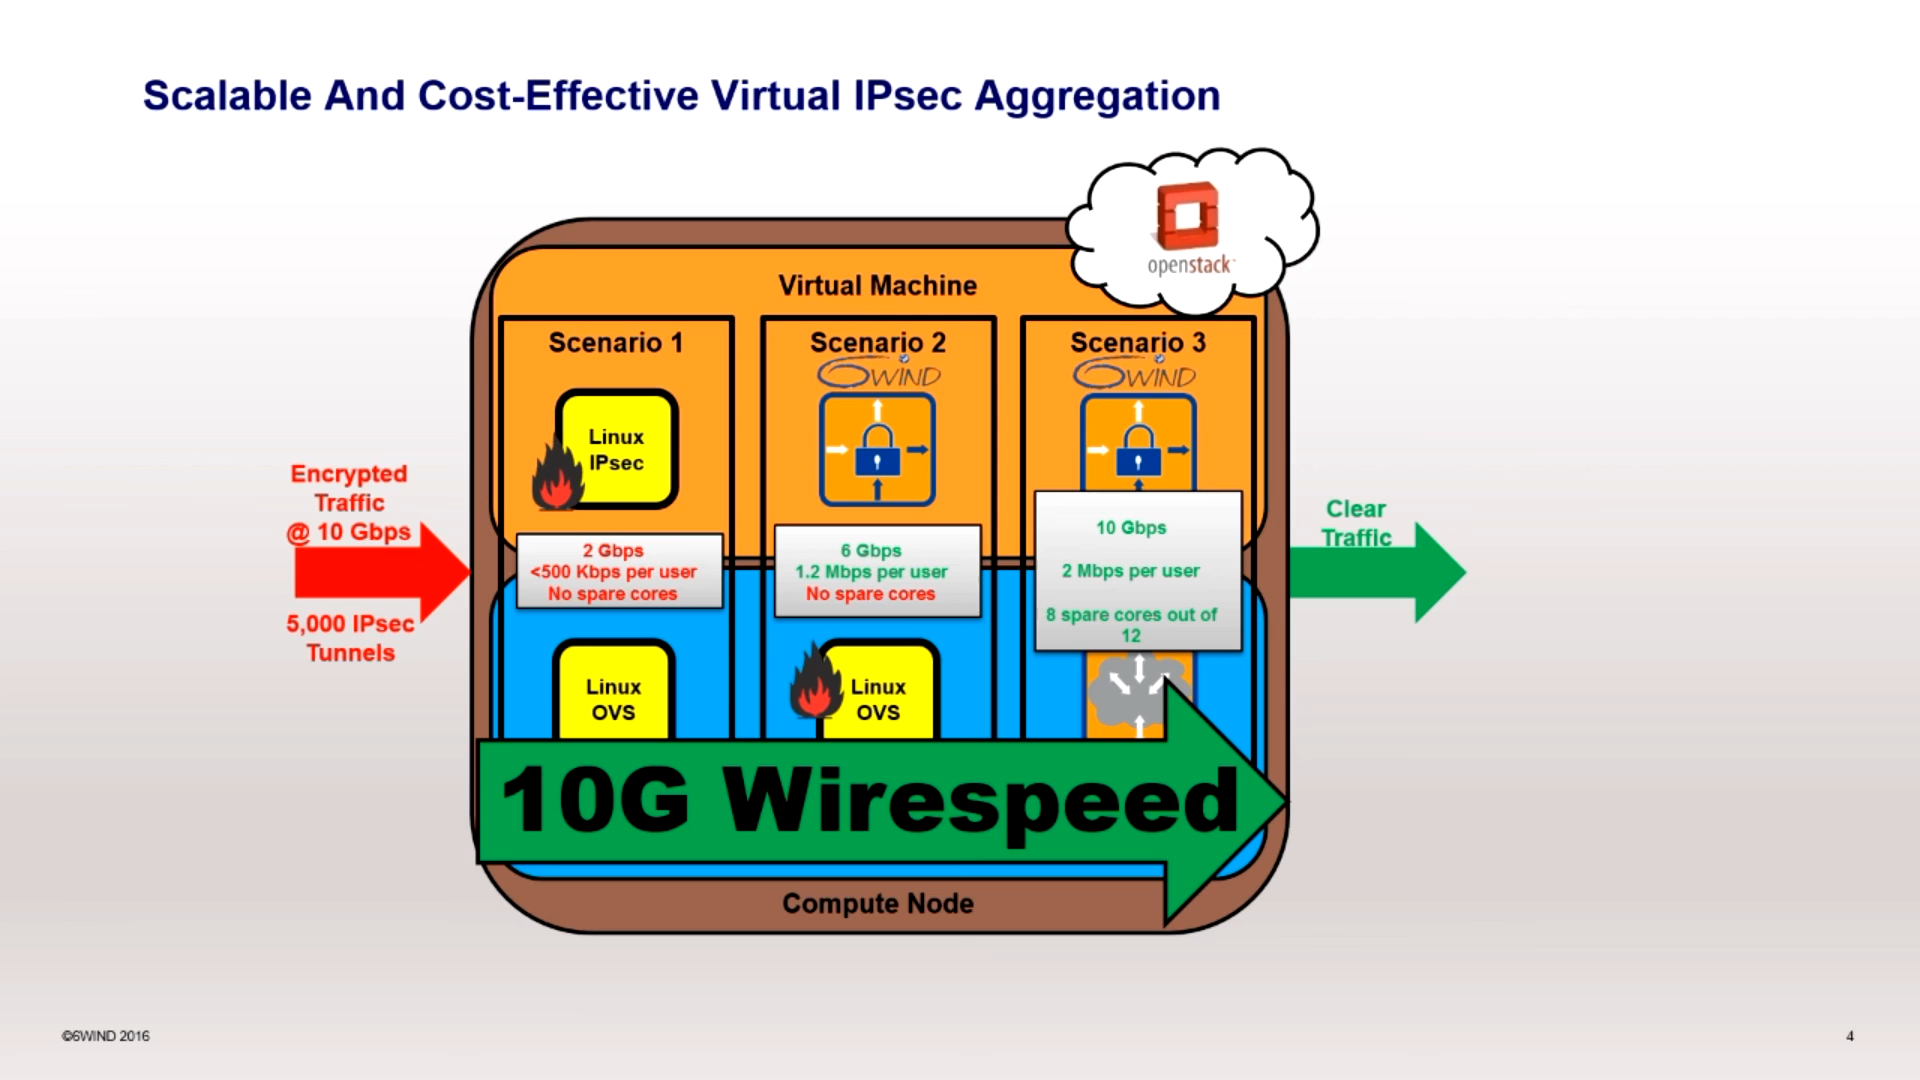 Scalable And Cost-Effective Virtual IPsec Aggregation
openstack
Virtual Machine
Scenario 1
Scenario 2
Scenario 3
6WIND
6WIND
Linux
IPsec
Encrypted
Traffic
@ 10 Gbps
5,000 IPsec
Tunnels
2 Gbps
<500 Kbps per user
No spare cores
6 Gbps
1.2 Mbps per user
No spare cores
10 Gbps
2 Mbps per user
8 spare cores out of
12
Clear
Traffic
Linux
OVS
Linux
OVS
10G Wirespeed
Compute Node
©6WIND 2016
4